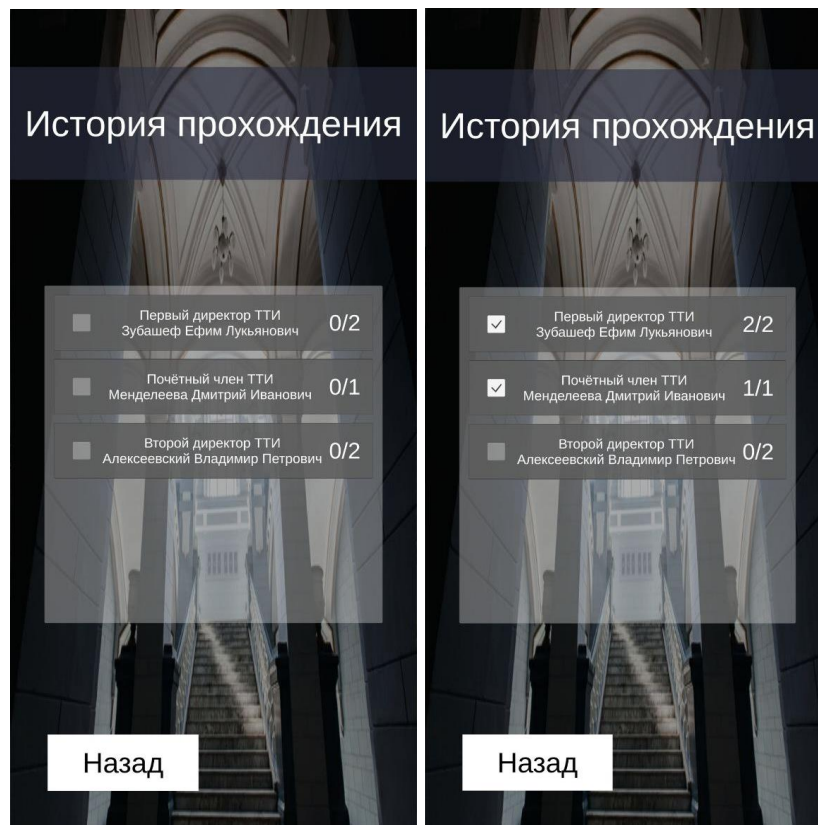 История прохождения
Первый директор ТТИ
Зубашеф Ефим Лукьянович
0/2
Почётный член ТТИ
Менделеева Дмитрий Иванович
0/1
Второй директор ТТИ
Алексеевский Владимир Петрович
0/2
Назад
История прохождения
Первый директор ТТИ
Зубашеф Ефим Лукьянович
2/2
Почётный член ТТИ
Менделеева Дмитрий Иванович
1/1
Второй директор ТТИ
Алексеевский Владимир Петрович
0/2
Назад